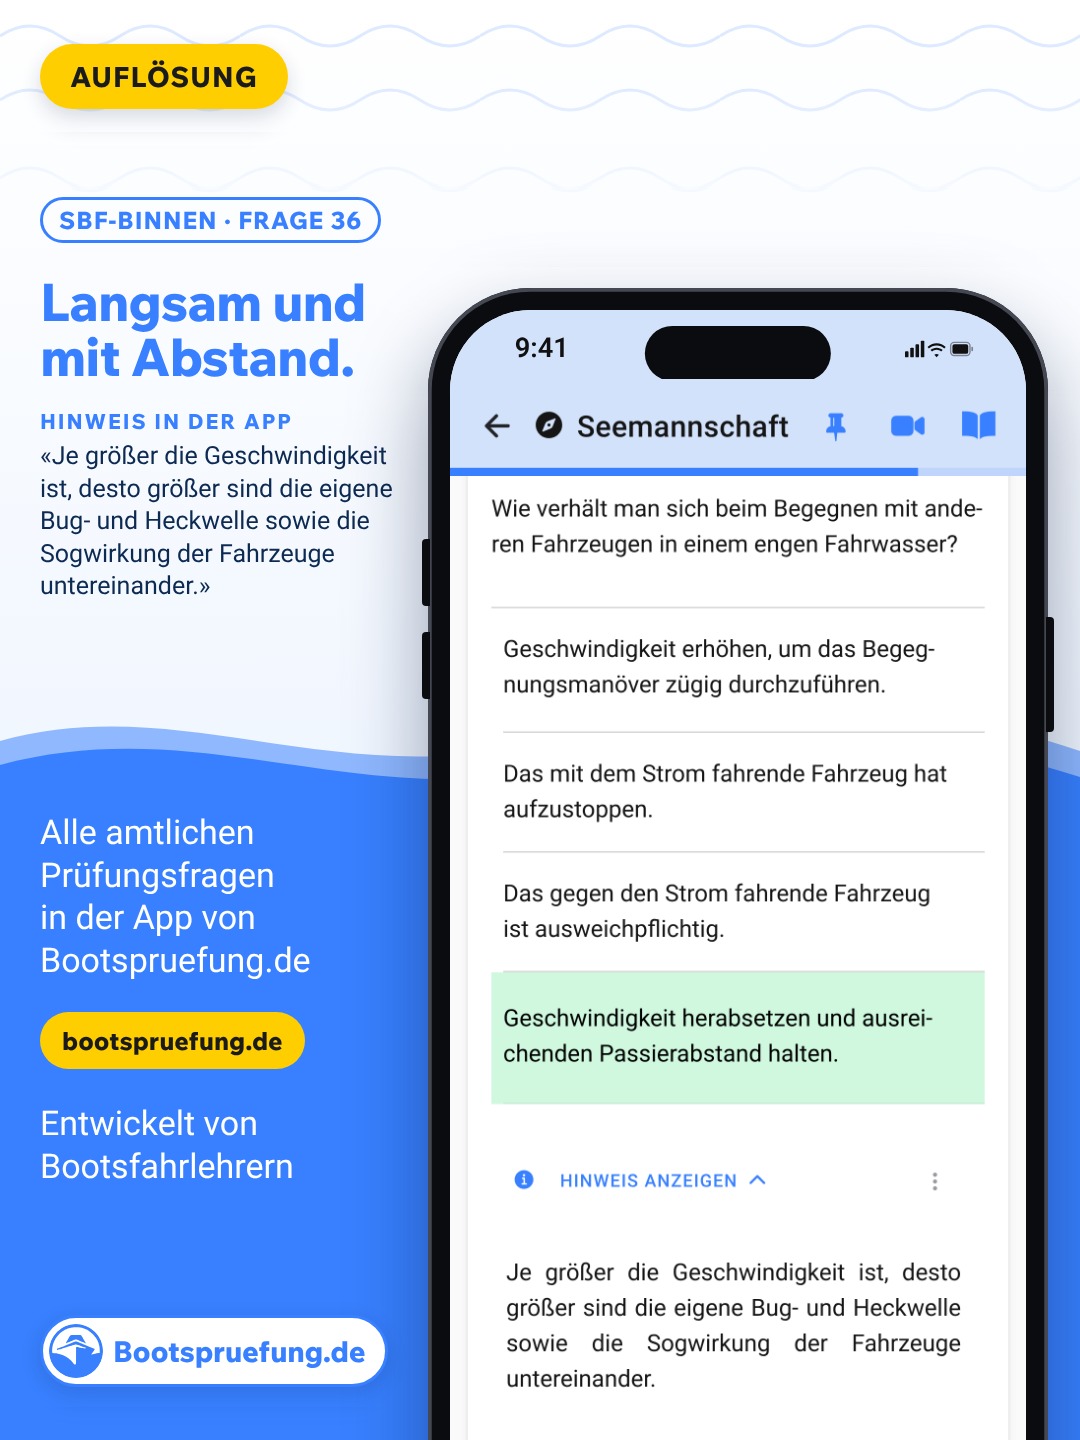 AUFLÖSUNG
SBF-BINNEN · FRAGE 36
Langsam und
mit Abstand.
HINWEIS IN DER APP
«Je größer die Geschwindigkeit
ist, desto größer sind die eigene
Bug- und Heckwelle sowie die
Sogwirkung der Fahrzeuge
untereinander.»
Alle amtlichen
Prüfungsfragen
in der App von
Bootspruefung.de
bootspruefung.de
Entwickelt von
Bootsfahrlehrern
Bootspruefung.de
9:41
Seemannschaft
Wie verhält man sich beim Begegnen mit ande-
ren Fahrzeugen in einem engen Fahrwasser?
Geschwindigkeit erhöhen, um das Begeg-
nungsmanöver zügig durchzuführen.
Das mit dem Strom fahrende Fahrzeug hat
aufzustoppen.
Das gegen den Strom fahrende Fahrzeug
ist ausweichpflichtig.
Geschwindigkeit herabsetzen und ausrei-
chenden Passierabstand halten.
HINWEIS ANZEIGEN
Je größer die Geschwindigkeit ist, desto
größer sind die eigene Bug- und Heckwelle
sowie die Sogwirkung der Fahrzeuge
untereinander.